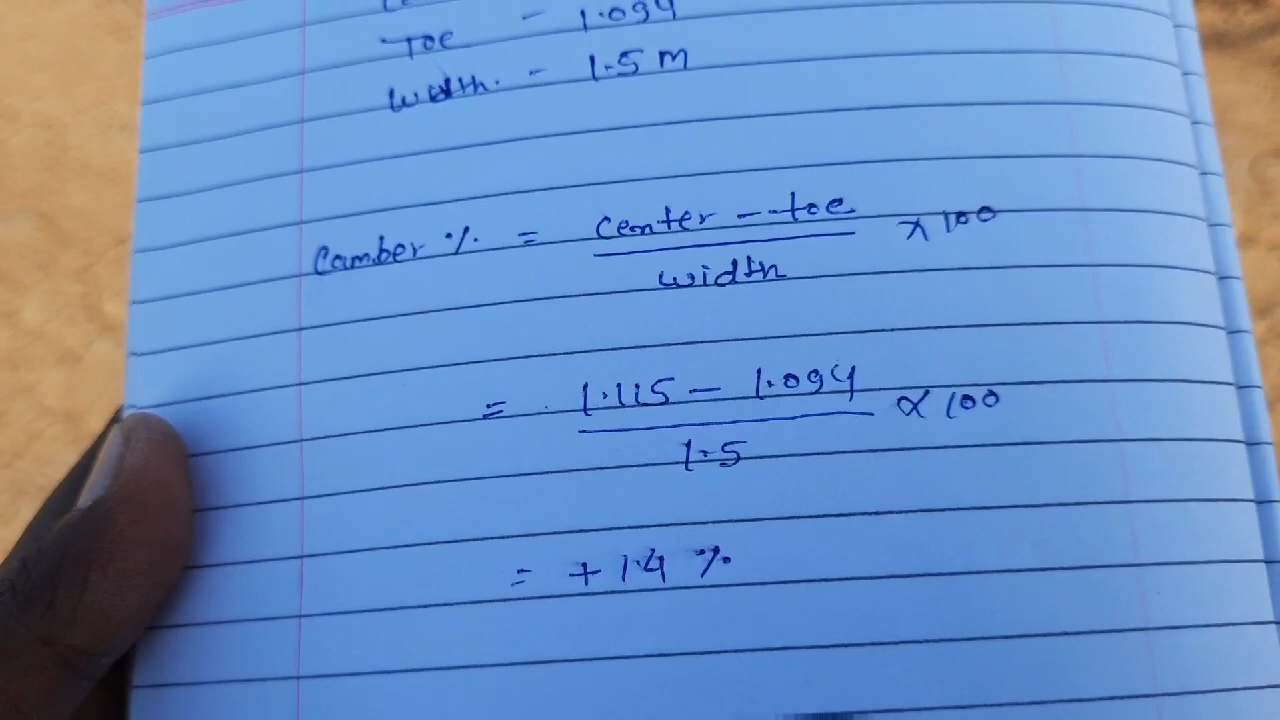 Toe - 1.094
Width. - 1.5 m
Camber % = center - toe / width × 100
= 1.115 - 1.094 / 1.5 × 100
= + 1.4 %